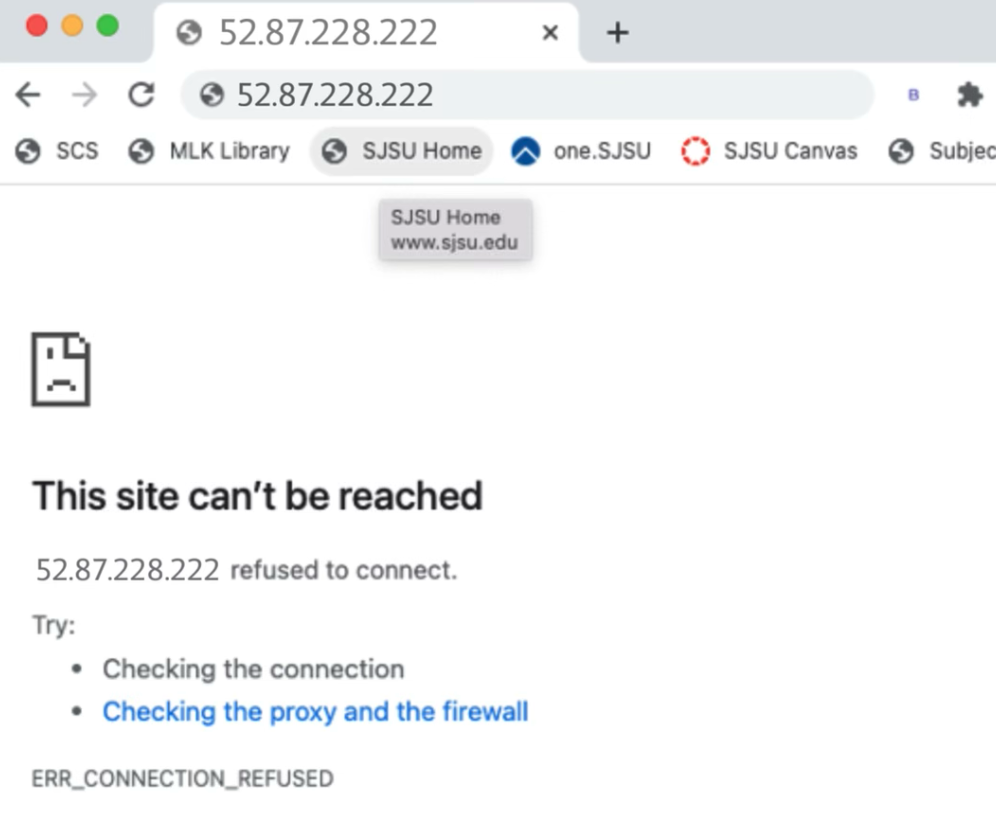 52.87.228.222
52.87.228.222
B
SCS MLK Library SJSU Home one.SJSU SJSU Canvas Subjec
SJSU Home
www.sjsu.edu
This site can't be reached
52.87.228.222 refused to connect.
Try:
• Checking the connection
• Checking the proxy and the firewall
ERR_CONNECTION_REFUSED